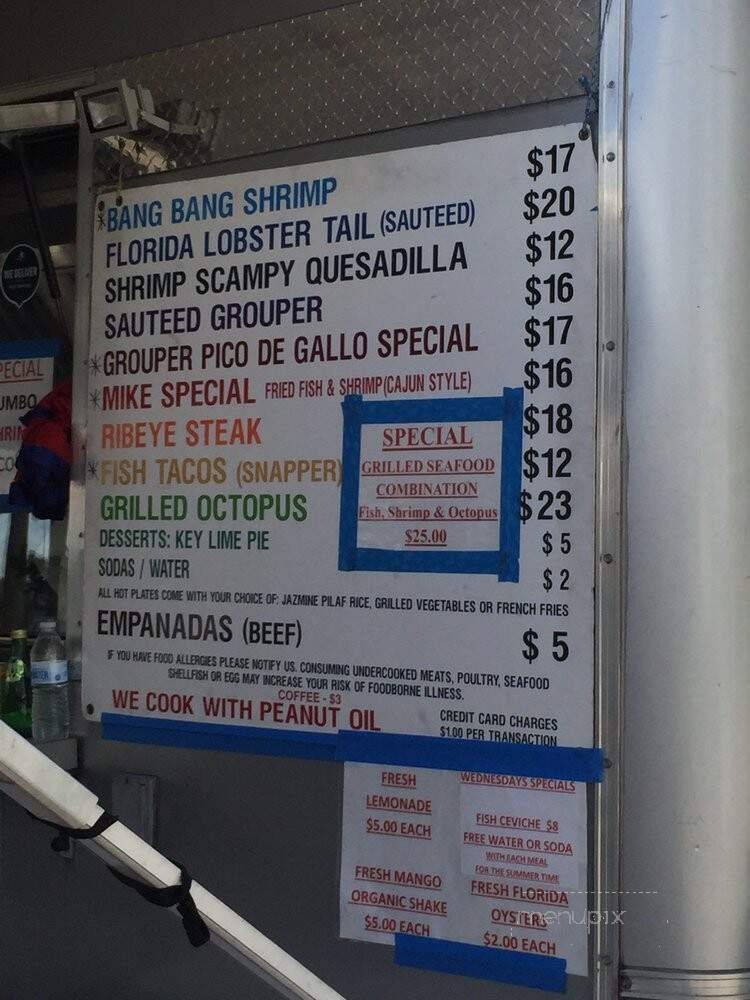 *BANG BANG SHRIMP $17
FLORIDA LOBSTER TAIL (SAUTEED) $20
SHRIMP SCAMPY QUESADILLA $12
SAUTEED GROUPER $16
*GROUPER PICO DE GALLO SPECIAL $17
*MIKE SPECIAL FRIED FISH & SHRIMP (CAJUN STYLE) $16
RIBEYE STEAK $18
*FISH TACOS (SNAPPER) $12
GRILLED OCTOPUS $23
DESSERTS: KEY LIME PIE $5
SODAS / WATER $2
SPECIAL
GRILLED SEAFOOD
COMBINATION
Fish, Shrimp & Octopus
$25.00
ALL HOT PLATES COME WITH YOUR CHOICE OF: JAZMINE PILAF RICE, GRILLED VEGETABLES OR FRENCH FRIES
EMPANADAS (BEEF) $5
IF YOU HAVE FOOD ALLERGIES PLEASE NOTIFY US. CONSUMING UNDERCOOKED MEATS, POULTRY, SEAFOOD
SHELLFISH OR EGG MAY INCREASE YOUR RISK OF FOODBORNE ILLNESS.
COFFEE - $3
WE COOK WITH PEANUT OIL
CREDIT CARD CHARGES
$1.00 PER TRANSACTION
FRESH
LEMONADE
$5.00 EACH
FRESH MANGO
ORGANIC SHAKE
$5.00 EACH
WEDNESDAYS SPECIALS
FISH CEVICHE $8
FREE WATER OR SODA
WITH EACH MEAL
FOR THE SUMMER TIME
FRESH FLORIDA
OYSTERS
$2.00 EACH
WE DELIVER
PECIAL
UMBO
HRIM
CO
menupix